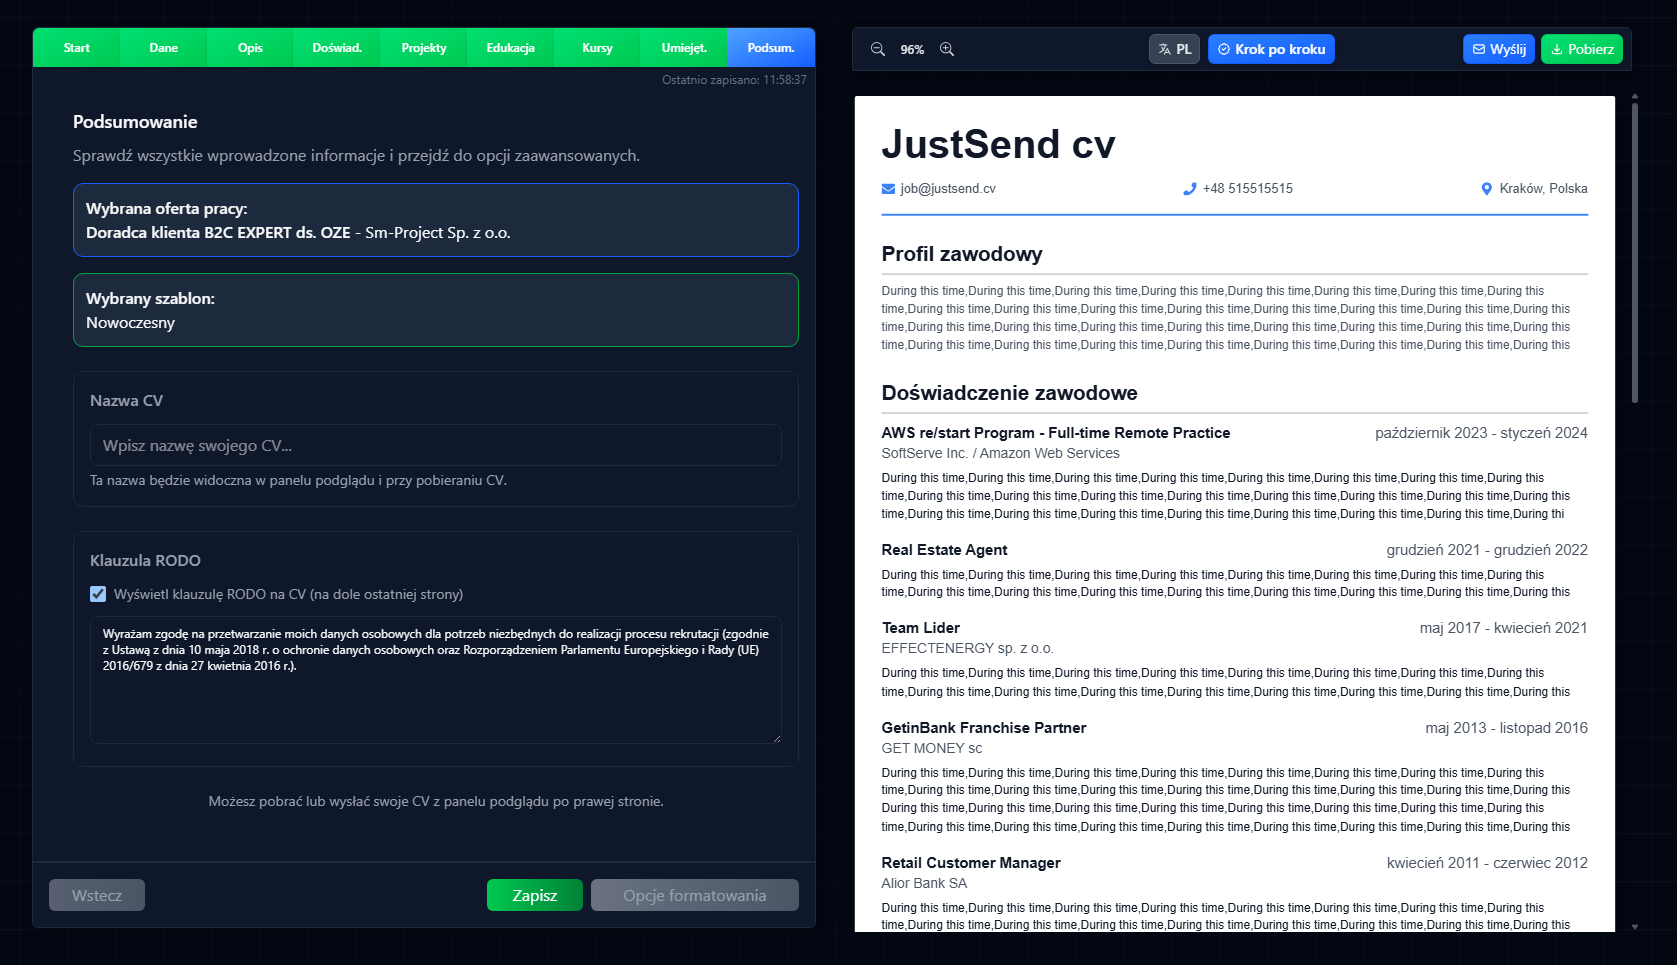 Start
Dane
Opis
Doświad.
Projekty
Edukacja
Kursy
Umiejęt.
Podsum.
Ostatnio zapisano: 11:58:37
Podsumowanie
Sprawdź wszystkie wprowadzone informacje i przejdź do opcji zaawansowanych.
Wybrana oferta pracy:
Doradca klienta B2C EXPERT ds. OZE - Sm-Project Sp. z o.o.
Wybrany szablon:
Nowoczesny
Nazwa CV
Wpisz nazwę swojego CV...
Ta nazwa będzie widoczna w panelu podglądu i przy pobieraniu CV.
Klauzula RODO
Wyświetl klauzulę RODO na CV (na dole ostatniej strony)
Wyrażam zgodę na przetwarzanie moich danych osobowych dla potrzeb niezbędnych do realizacji procesu rekrutacji (zgodnie
z Ustawą z dnia 10 maja 2018 r. o ochronie danych osobowych oraz Rozporządzeniem Parlamentu Europejskiego i Rady (UE)
2016/679 z dnia 27 kwietnia 2016 r.).
Możesz pobrać lub wysłać swoje CV z panelu podglądu po prawej stronie.
Wstecz
Zapisz
Opcje formatowania
96%
PL
Krok po kroku
Wyślij
Pobierz
JustSend cv
job@justsend.cv
+48 515515515
Kraków, Polska
Profil zawodowy
During this time,During this time,During this time,During this time,During this time,During this time,During this time,During this
time,During this time,During this time,During this time,During this time,During this time,During this time,During this time,During this
time,During this time,During this time,During this time,During this time,During this time,During this time,During this time,During this
time,During this time,During this time,During this time,During this time,During this time,During this time,During this time,During this
Doświadczenie zawodowe
AWS re/start Program - Full-time Remote Practice
październik 2023 - styczeń 2024
SoftServe Inc. / Amazon Web Services
During this time,During this time,During this time,During this time,During this time,During this time,During this time,During this
time,During this time,During this time,During this time,During this time,During this time,During this time,During this time,During this
time,During this time,During this time,During this time,During this time,During this time,During this time,During this time,During thi
Real Estate Agent
grudzień 2021 - grudzień 2022
During this time,During this time,During this time,During this time,During this time,During this time,During this time,During this
time,During this time,During this time,During this time,During this time,During this time,During this time,During this time,During this
Team Lider
maj 2017 - kwiecień 2021
EFFECTENERGY sp. z o.o.
During this time,During this time,During this time,During this time,During this time,During this time,During this time,During this
time,During this time,During this time,During this time,During this time,During this time,During this time,During this time,During this
GetinBank Franchise Partner
maj 2013 - listopad 2016
GET MONEY sc
During this time,During this time,During this time,During this time,During this time,During this time,During this time,During this
time,During this time,During this time,During this time,During this time,During this time,During this time,During this time,During this
During this time,During this time,During this time,During this time,During this time,During this time,During this time,During this
time,During this time,During this time,During this time,During this time,During this time,During this time,During this time,During this
Retail Customer Manager
kwiecień 2011 - czerwiec 2012
Alior Bank SA
During this time,During this time,During this time,During this time,During this time,During this time,During this time,During this
time,During this time,During this time,During this time,During this time,During this time,During this time,During this time,During this